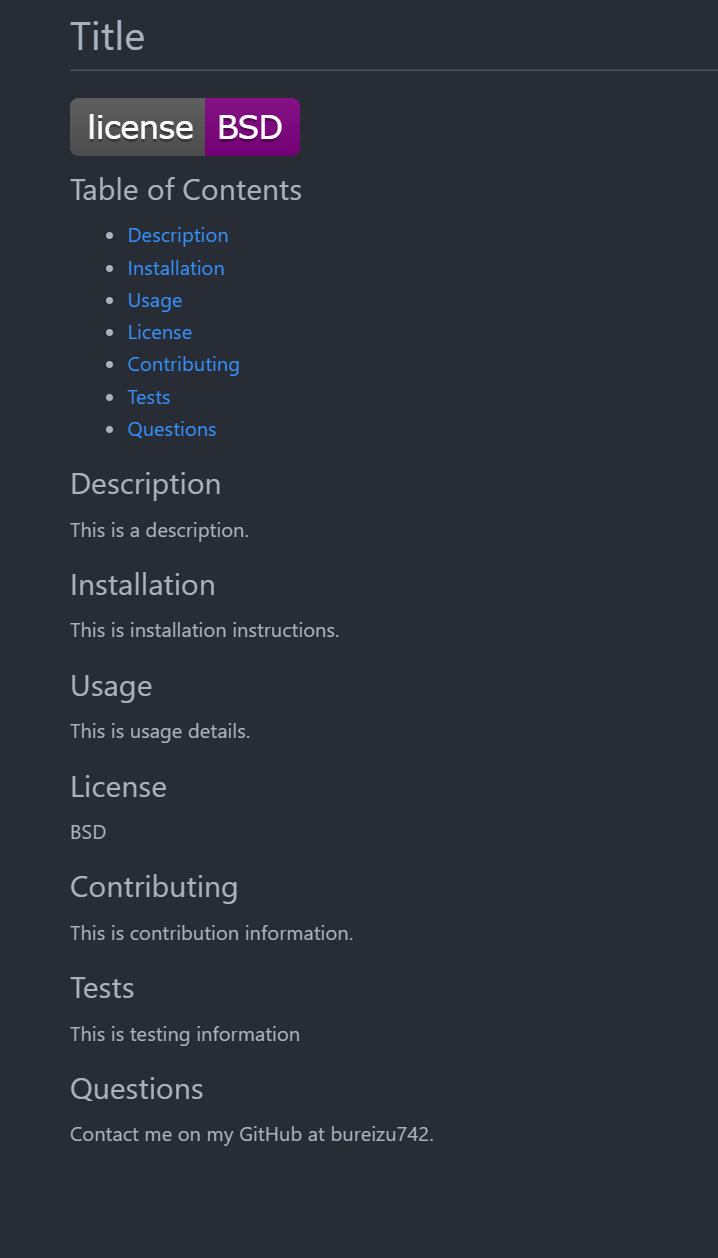 Title
license BSD
Table of Contents
Description
Installation
Usage
License
Contributing
Tests
Questions
Description
This is a description.
Installation
This is installation instructions.
Usage
This is usage details.
License
BSD
Contributing
This is contribution information.
Tests
This is testing information
Questions
Contact me on my GitHub at bureizu742.